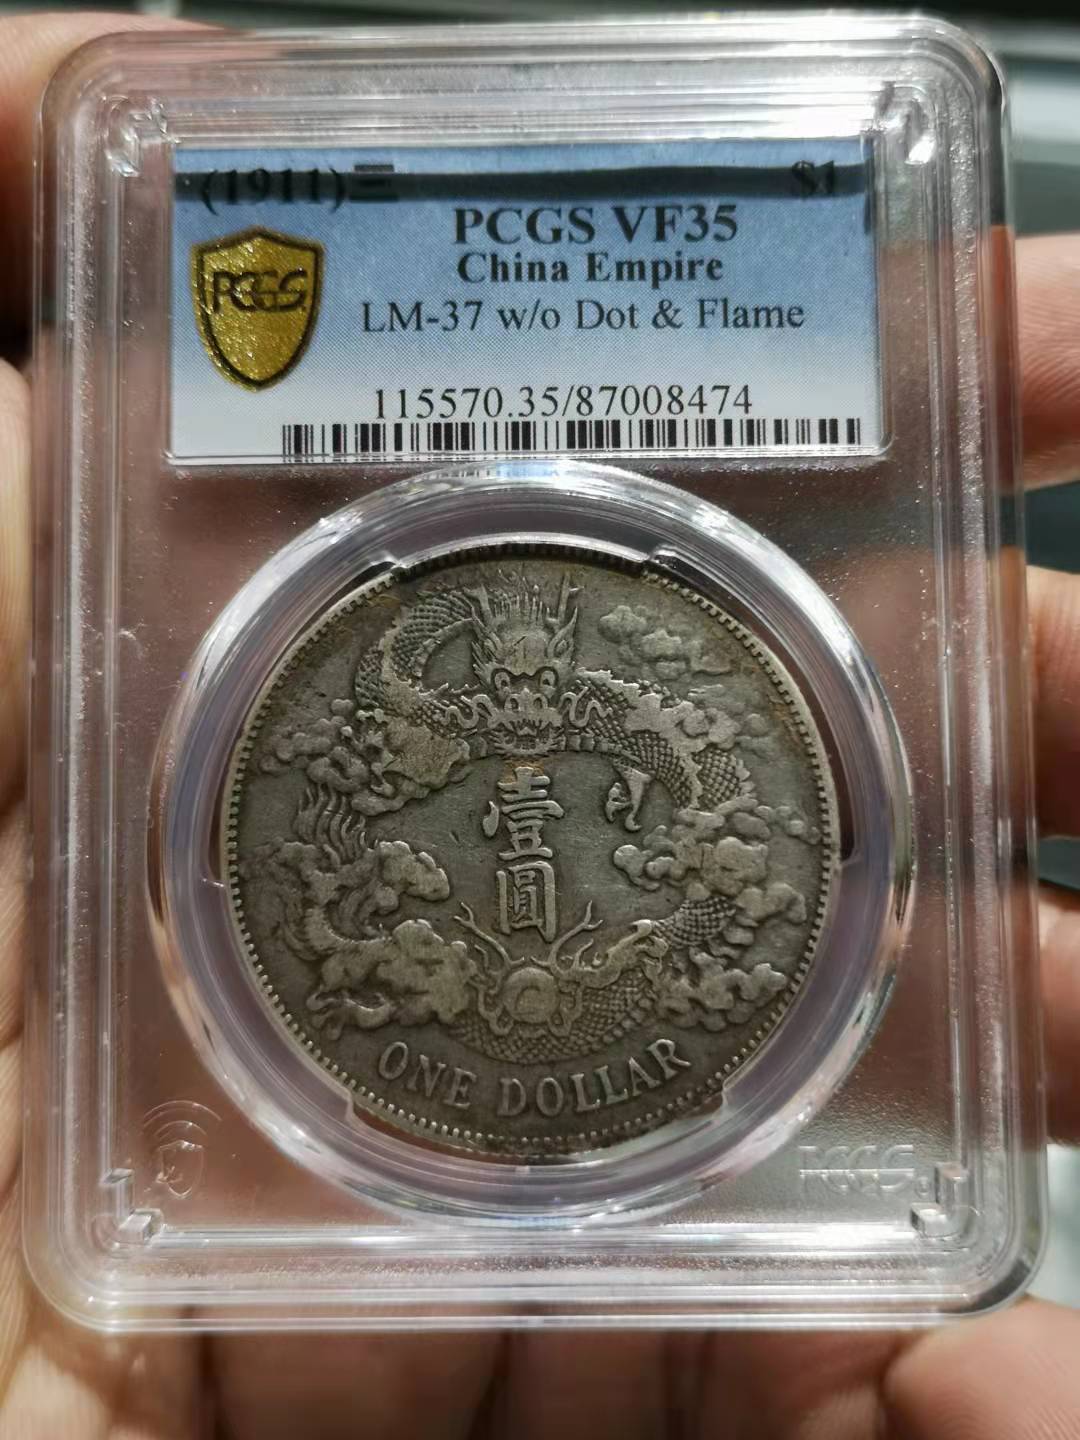 (1911)三 $1
PCGS VF35
China Empire
LM-37 w/o Dot & Flame
PCGS
115570.35/87008474
壹
圓
ONE DOLLAR
PCGS